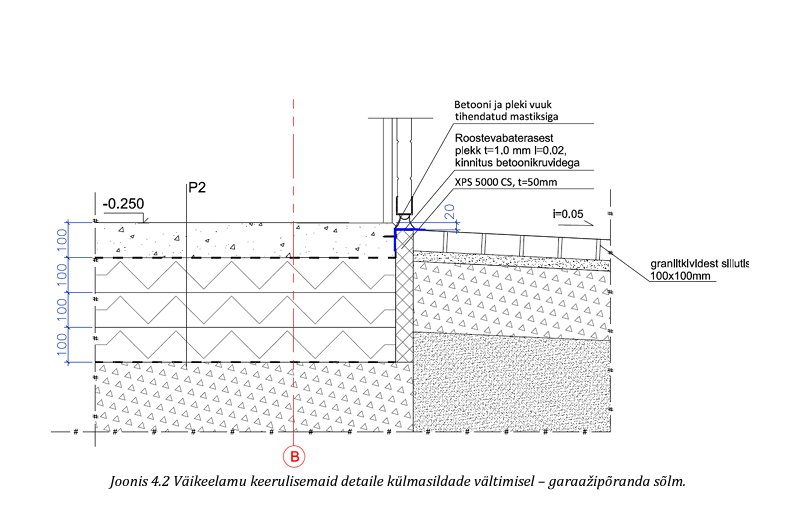 Betooni ja pleki vuuk
tihendatud mastiksiga
Roostevabaterasest
plekk t=1.0 mm l=0.02,
kinnitus betoonikruvidega
XPS 5000 CS, t=50mm
P2
-0.250
20
i=0.05
100
100
100
100
graniitkividest sillutis
100x100mm
B
Joonis 4.2 Väikeelamu keerulisemaid detaile külmasildade vältimisel – garaažipõranda sõlm.